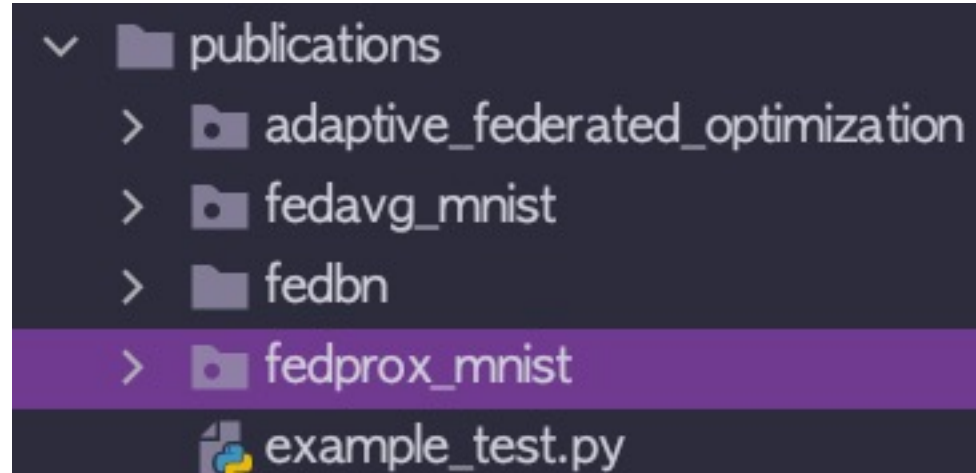 publications
adaptive_federated_optimization
fedavg_mnist
fedbn
fedprox_mnist
example_test.py